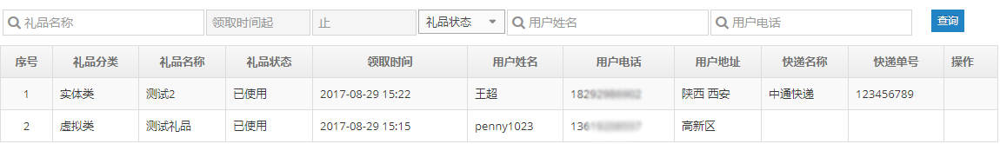 礼品名称 领取时间起 止 礼品状态 用户姓名 用户电话 查询
序号 礼品分类 礼品名称 礼品状态 领取时间 用户姓名 用户电话 用户地址 快递名称 快递单号 操作
1 实体类 测试2 已使用 2017-08-29 15:22 王超 陕西 西安 中通快递 123456789
2 虚拟类 测试礼品 已使用 2017-08-29 15:15 penny1023 高新区